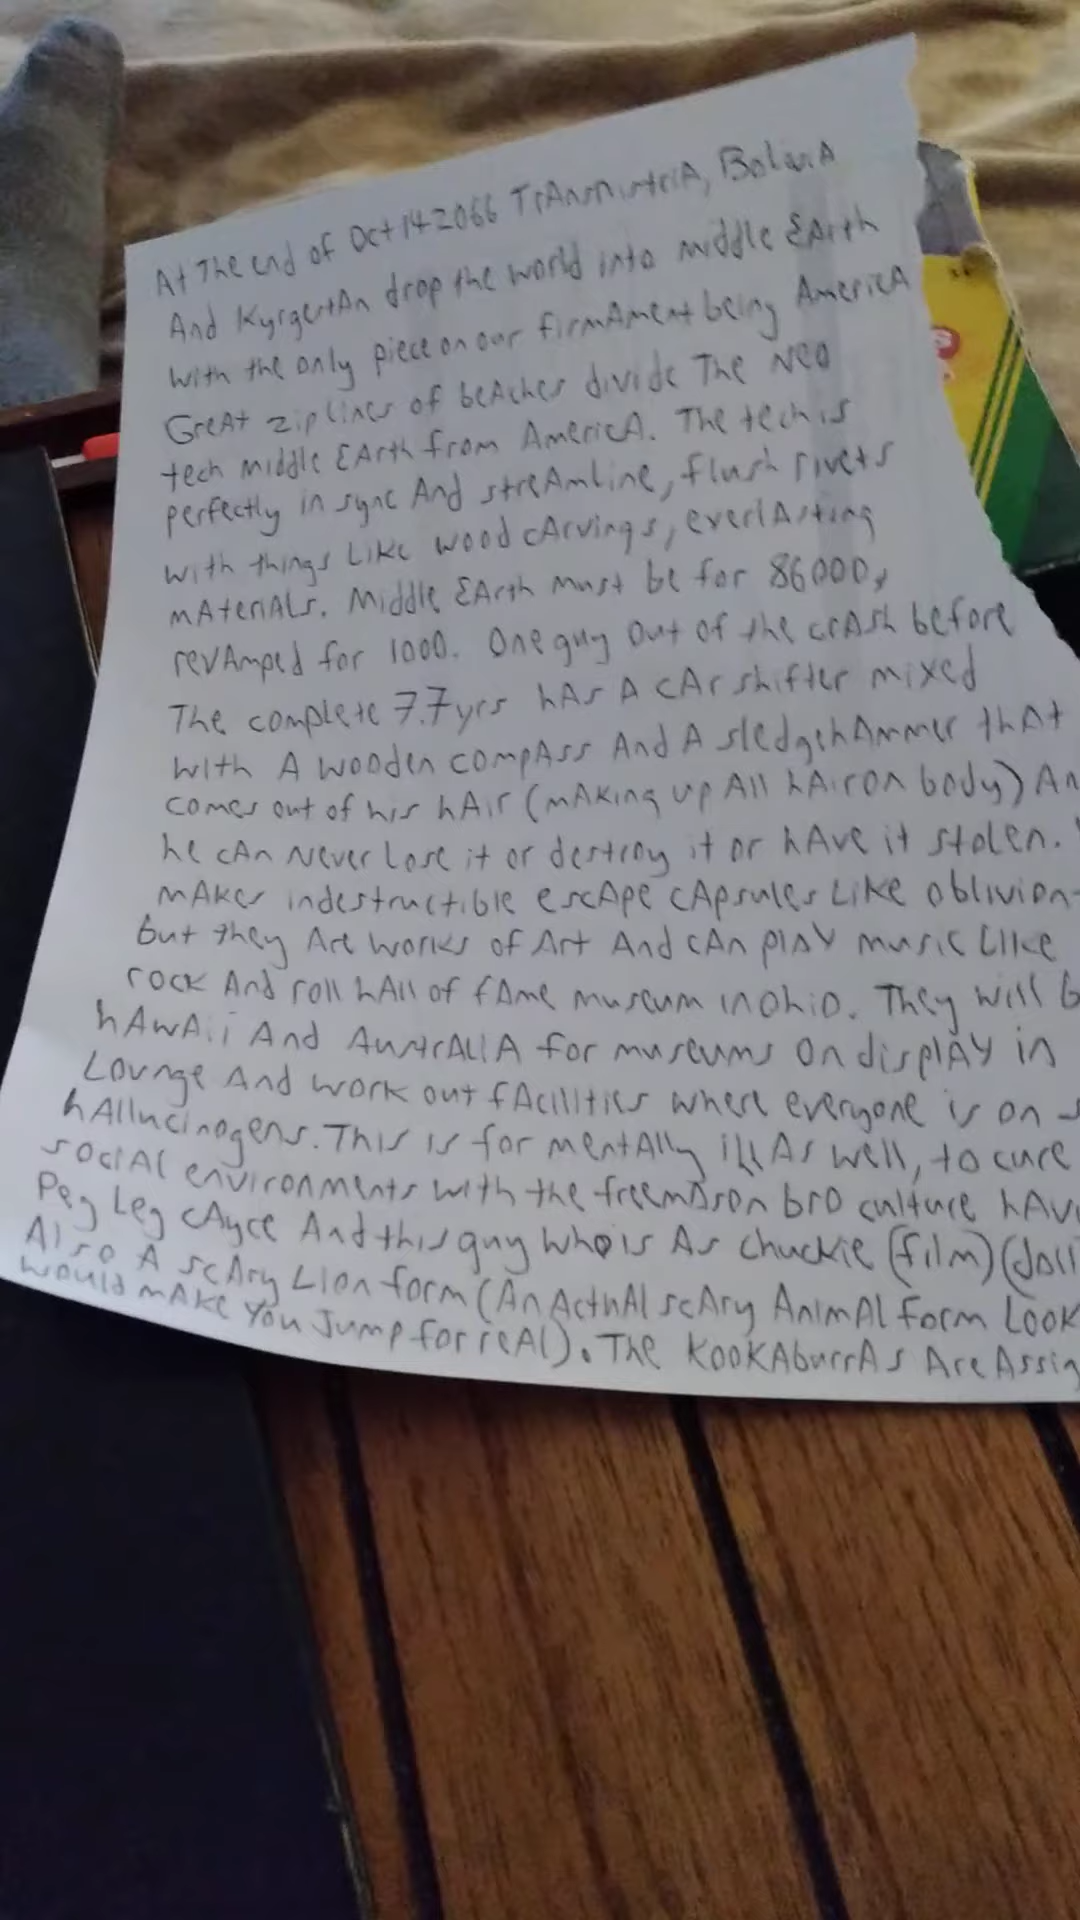 At The end of Oct 14 2066 TrAnsnistriA, BoliviA
And KyrgestAn drop the world into middle EArth
with the only piece on our firmAment being AmericA
GreAt zip lines of beAches divide The Neo
tech middle EArth from AmericA. The tech is
perfectly in sync And streAmline, flush rivets
with things Like wood cArvings, everlAsting
mAteriAls. Middle EArth must be for 86000,
revAmped for 1000. One guy Out of the crAsh before
The complete 7.7yrs hAs A cAr shifter mixed
with A wooden compAss And A sledgehAmmer thAt
comes out of his hAir (mAking up All hAir on body) An
he cAn Never Lose it or destroy it or hAve it stolen.
mAkes indestructible escApe cApsules Like oblivion
but they Are works of Art And cAn plAy music Like
rock And roll hAll of fAme museum in Ohio. They will b
hAwAii And AustrAliA for museums on displAy in
Lounge And work out fAcilities where everyone is on
hAllucinogens. This is for mentAlly ill As well, to cure
sociAl environments with the freemAson bro culture hAv
Peg Leg cAyce And this guy who is As Chuckie (film) (doll
Also A scAry Lion form (An ActuAl scAry AnimAl form Look
would mAke You Jump for reAl). The KookAburrAs Are Assig